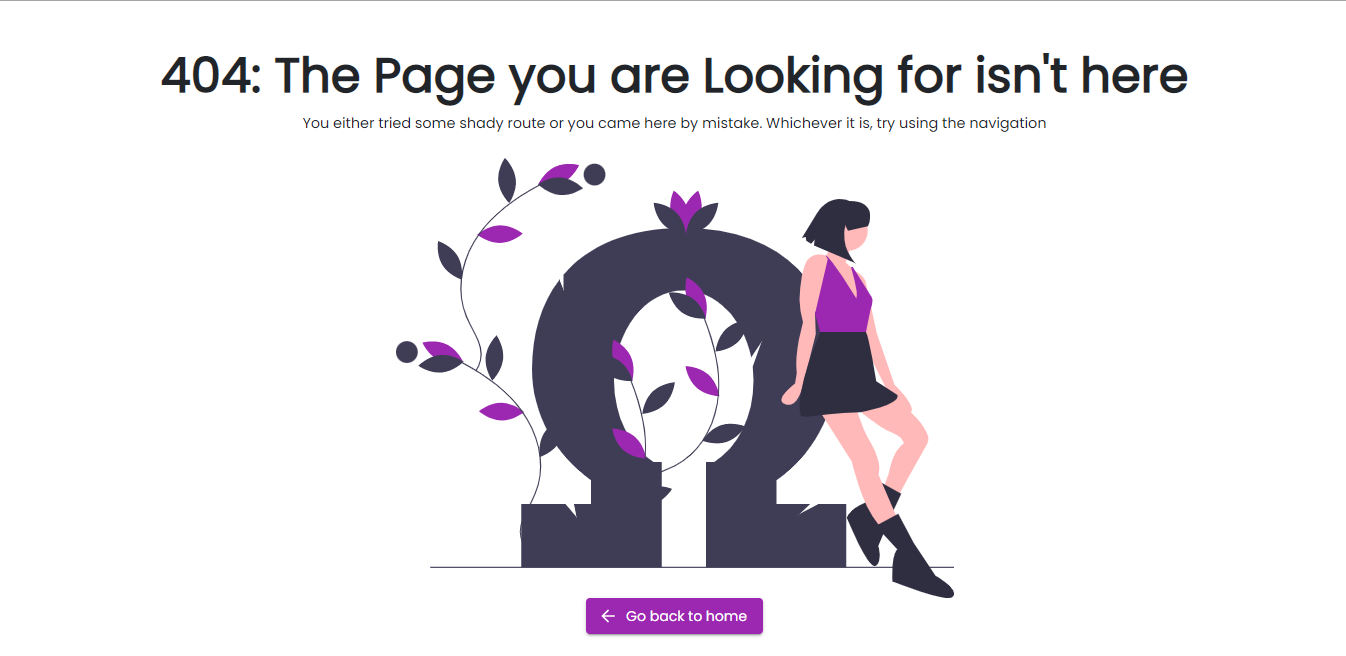 404: The Page you are Looking for isn't here
You either tried some shady route or you came here by mistake. Whichever it is, try using the navigation
Go back to home